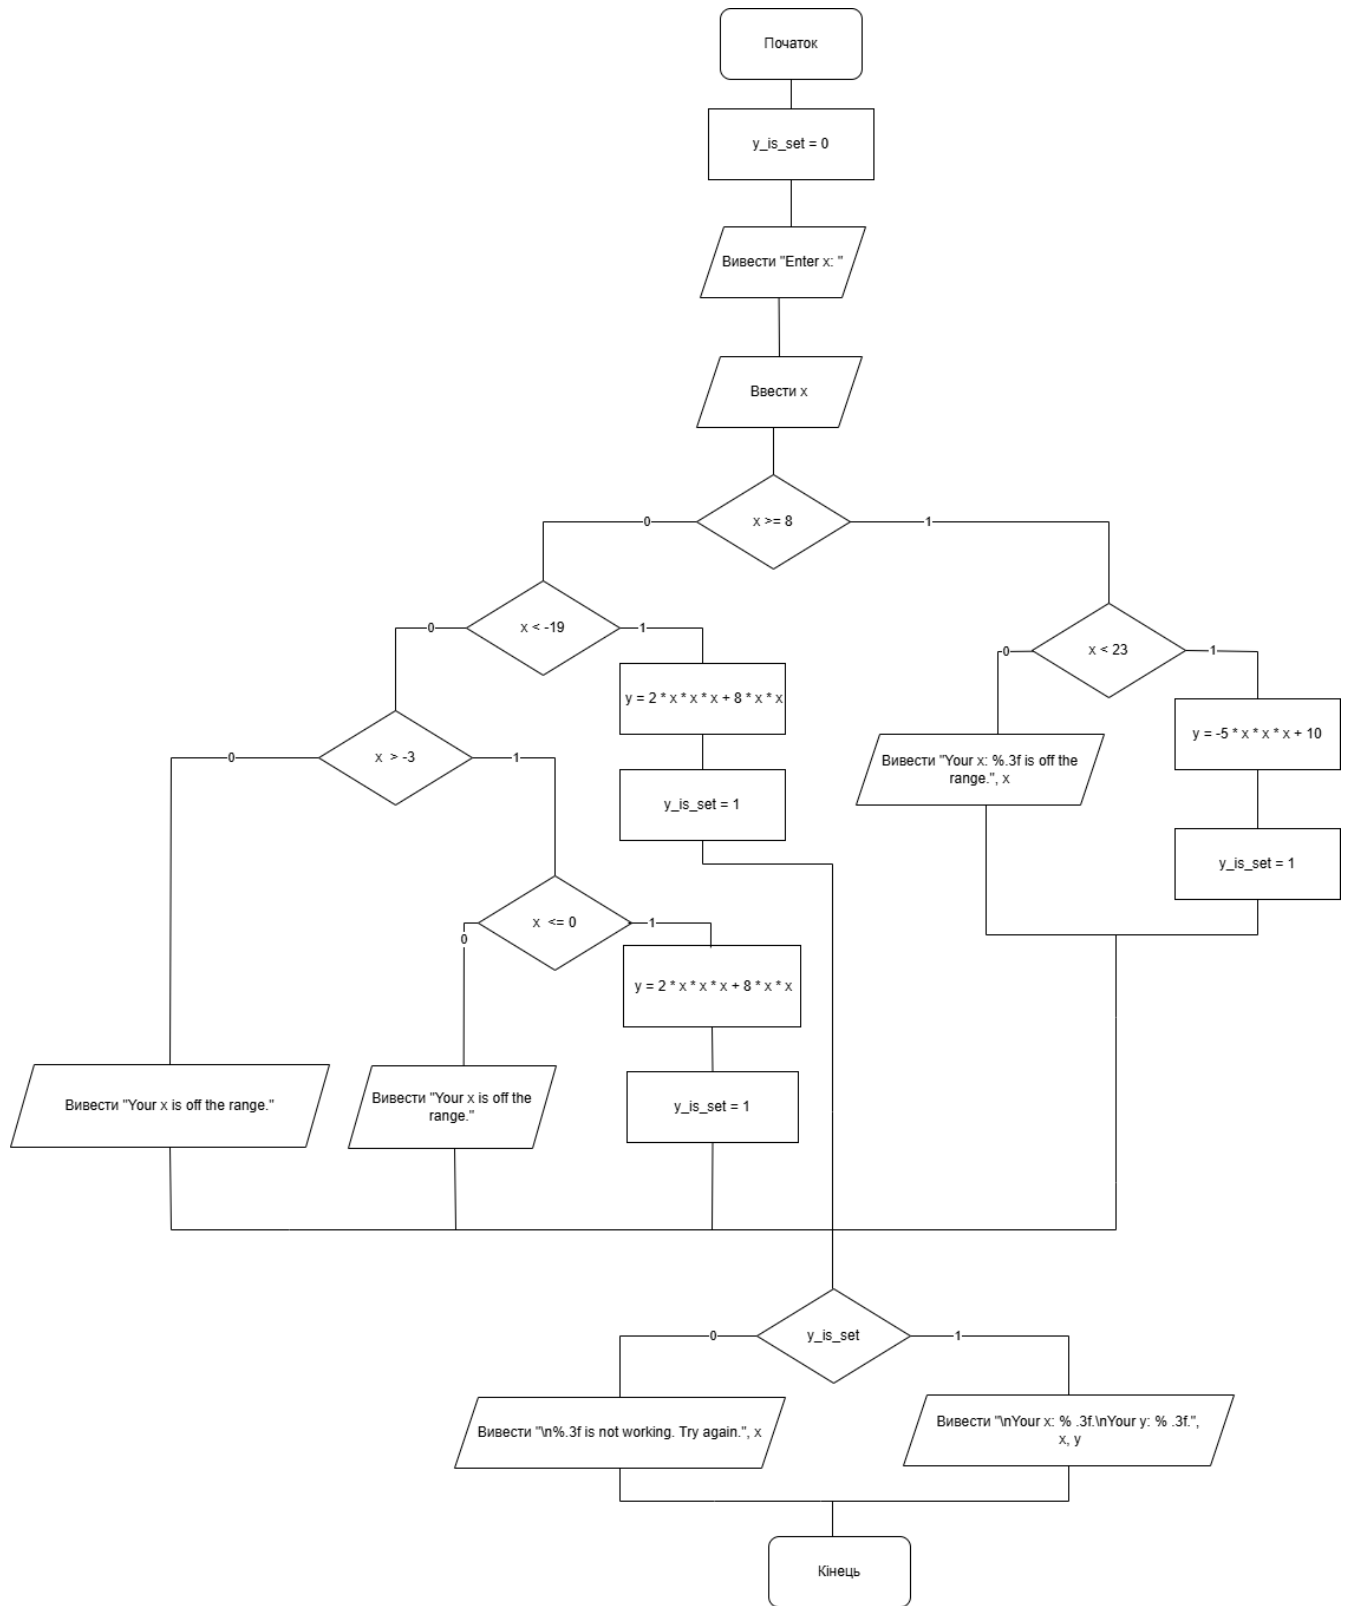 Початок
y_is_set = 0
Вивести "Enter x: "
Ввести x
x >= 8
0
1
x < -19
0
1
x < 23
0
1
y = 2 * x * x * x + 8 * x * x
y = -5 * x * x * x + 10
Вивести "Your x: %.3f is off the
range.", x
x > -3
0
1
y_is_set = 1
y_is_set = 1
x <= 0
0
1
y = 2 * x * x * x + 8 * x * x
Вивести "Your x is off the range."
Вивести "Your x is off the
range."
y_is_set = 1
y_is_set
0
1
Вивести "\n%.3f is not working. Try again.", x
Вивести "\nYour x: % .3f.\nYour y: % .3f.",
x, y
Кінець